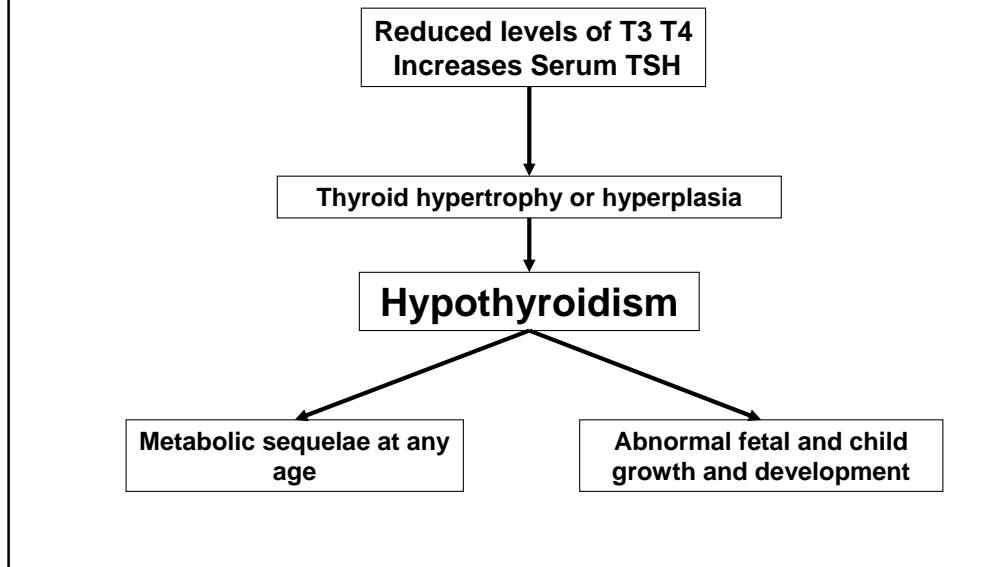 Reduced levels of T3 T4
Increases Serum TSH
Thyroid hypertrophy or hyperplasia
Hypothyroidism
Metabolic sequelae at any
age
Abnormal fetal and child
growth and development